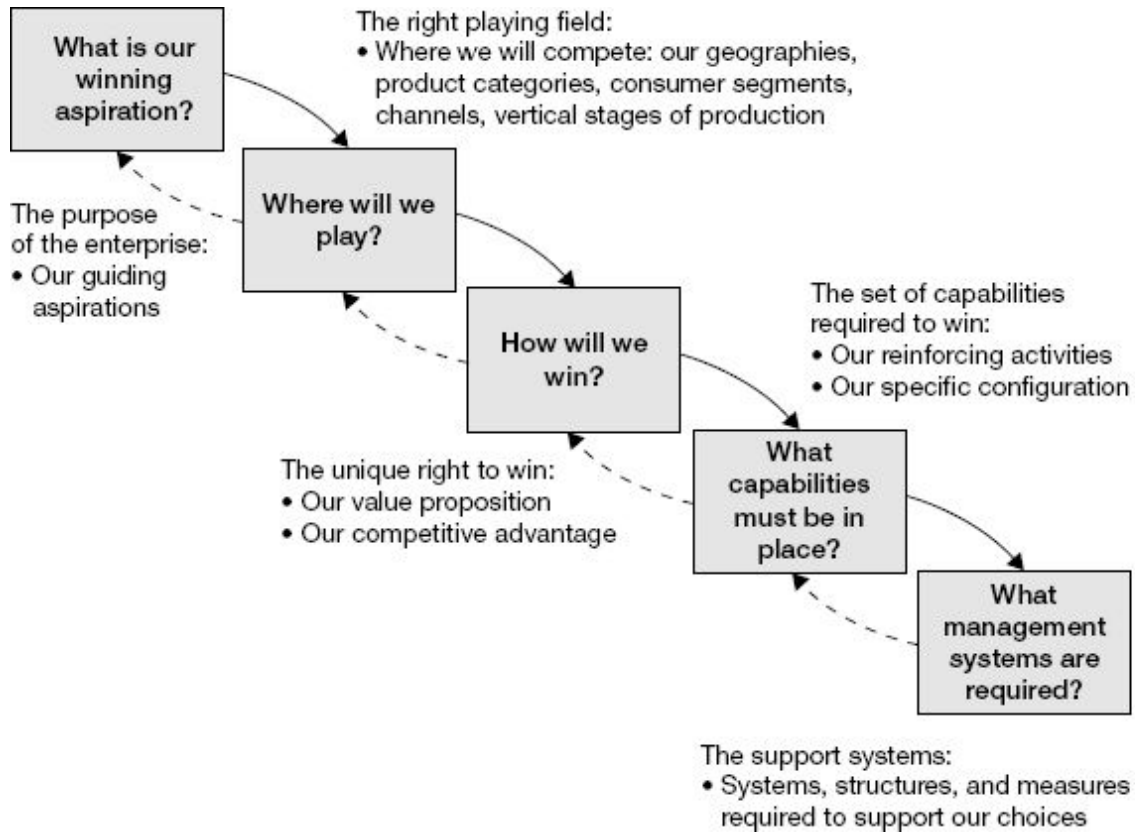 What is our
winning
aspiration?
The right playing field:
• Where we will compete: our geographies,
product categories, consumer segments,
channels, vertical stages of production
The purpose
of the enterprise:
• Our guiding
aspirations
Where will we
play?
How will we
win?
The set of capabilities
required to win:
• Our reinforcing activities
• Our specific configuration
The unique right to win:
• Our value proposition
• Our competitive advantage
What
capabilities
must be in
place?
What
management
systems are
required?
The support systems:
• Systems, structures, and measures
required to support our choices